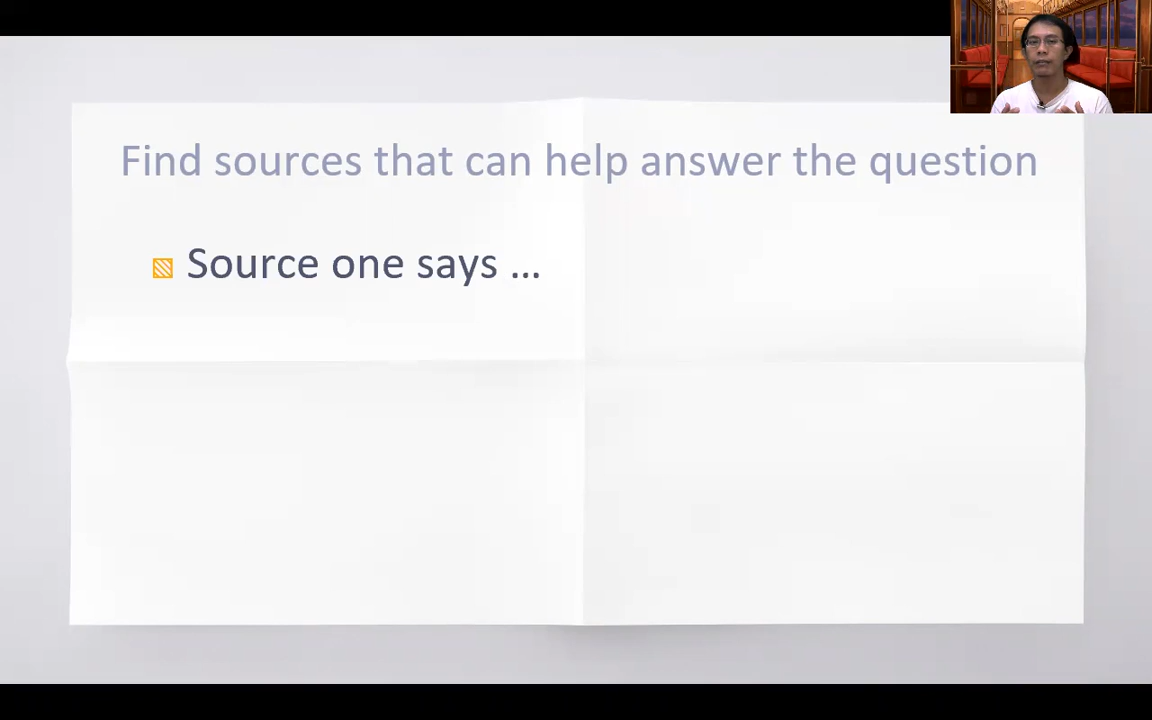 Find sources that can help answer the question
Source one says ...